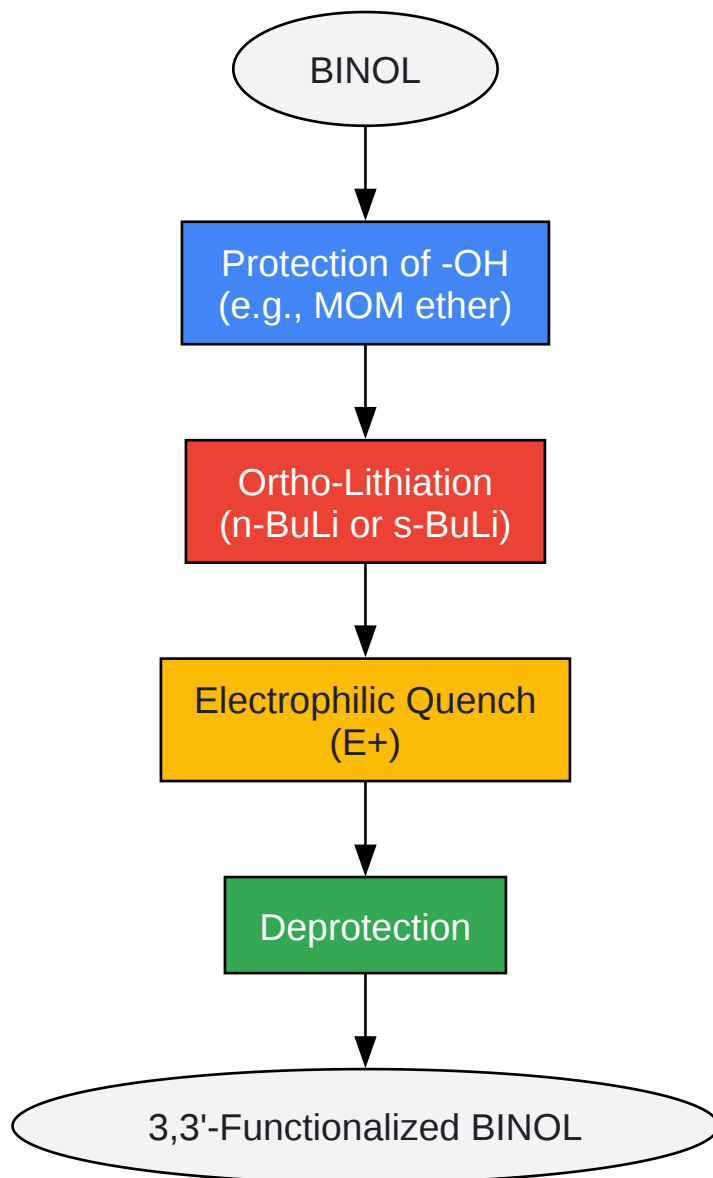 BINOL
Protection of -OH
(e.g., MOM ether)
Ortho-Lithiation
(n-BuLi or s-BuLi)
Electrophilic Quench
(E+)
Deprotection
3,3'-Functionalized BINOL